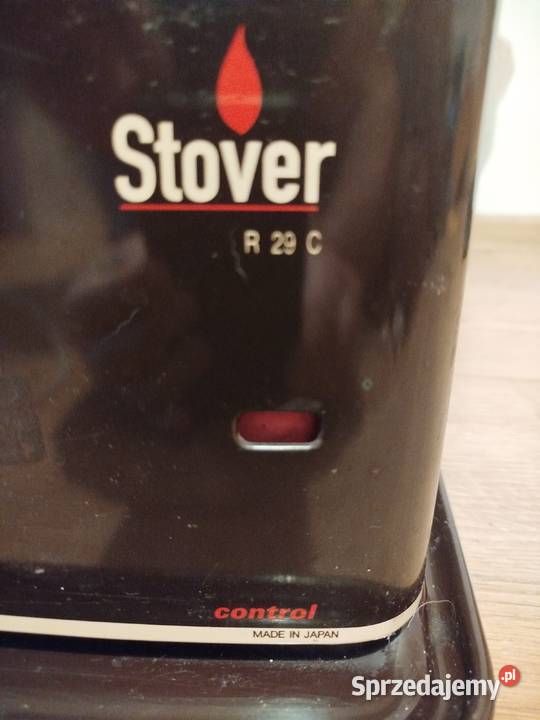 Stover
R 29 C
control
MADE IN JAPAN
Sprzedajemy.pl